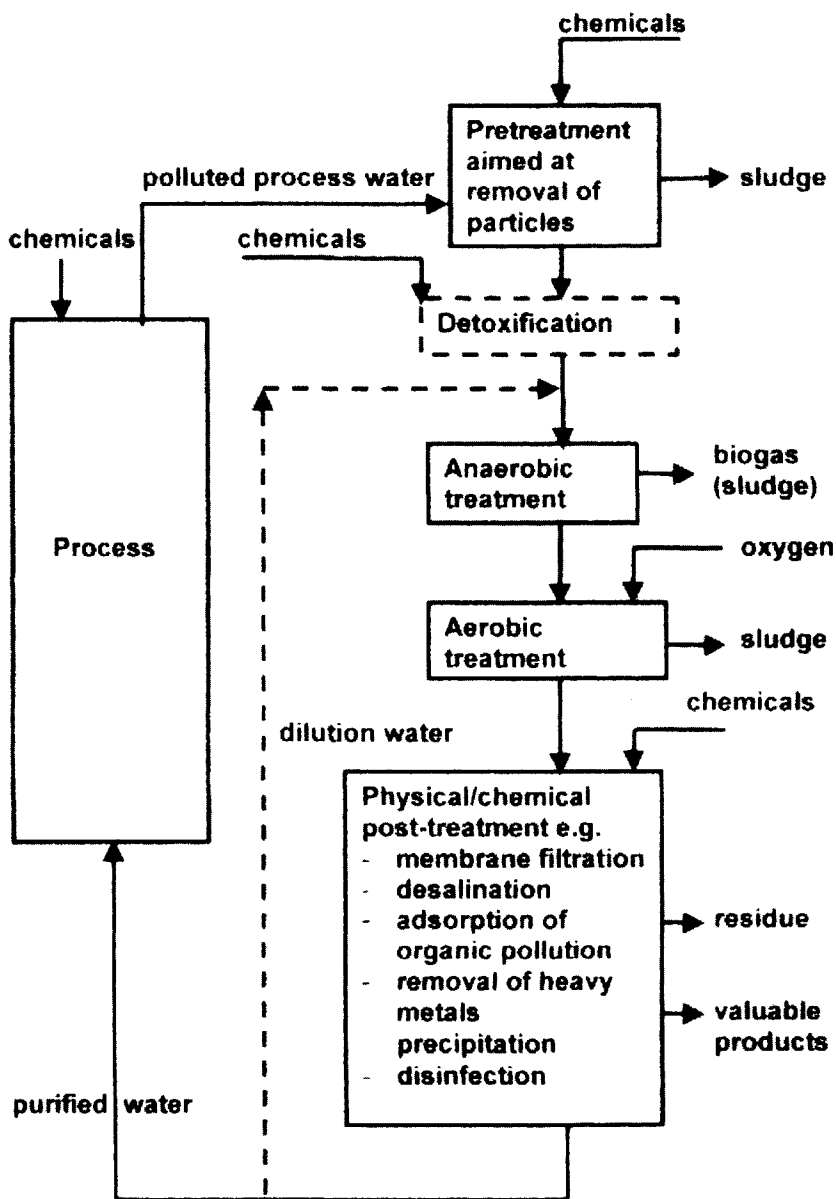 chemicals
Pretreatment
aimed at
removal of
particles
sludge
polluted process water
chemicals
chemicals
Detoxification
Anaerobic
treatment
biogas
(sludge)
Process
oxygen
Aerobic
treatment
sludge
chemicals
dilution water
Physical/chemical
post-treatment e.g.
- membrane filtration
- desalination
- adsorption of
organic pollution
- removal of heavy
metals
precipitation
- disinfection
residue
valuable
products
purified water